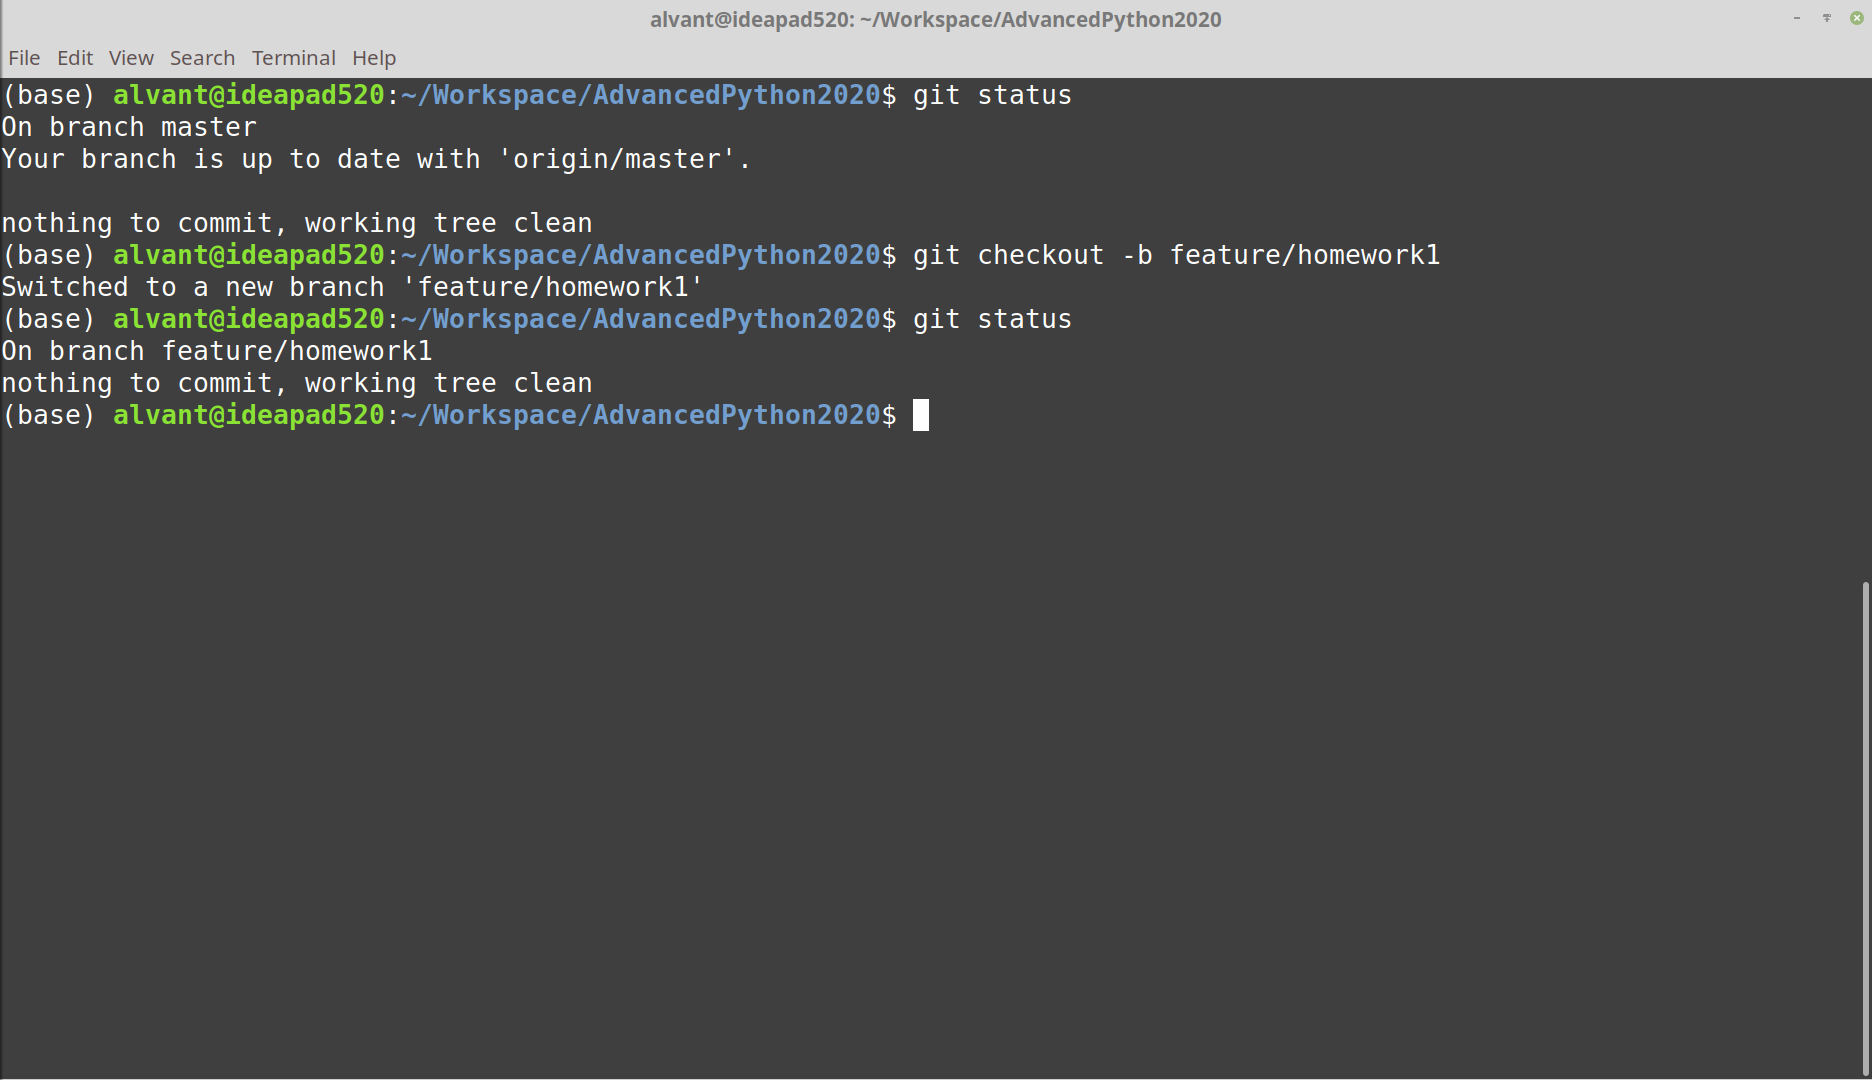 alvant@ideapad520: ~/Workspace/AdvancedPython2020
File Edit View Search Terminal Help
(base) alvant@ideapad520:~/Workspace/AdvancedPython2020$ git status
On branch master
Your branch is up to date with 'origin/master'.

nothing to commit, working tree clean
(base) alvant@ideapad520:~/Workspace/AdvancedPython2020$ git checkout -b feature/homework1
Switched to a new branch 'feature/homework1'
(base) alvant@ideapad520:~/Workspace/AdvancedPython2020$ git status
On branch feature/homework1
nothing to commit, working tree clean
(base) alvant@ideapad520:~/Workspace/AdvancedPython2020$